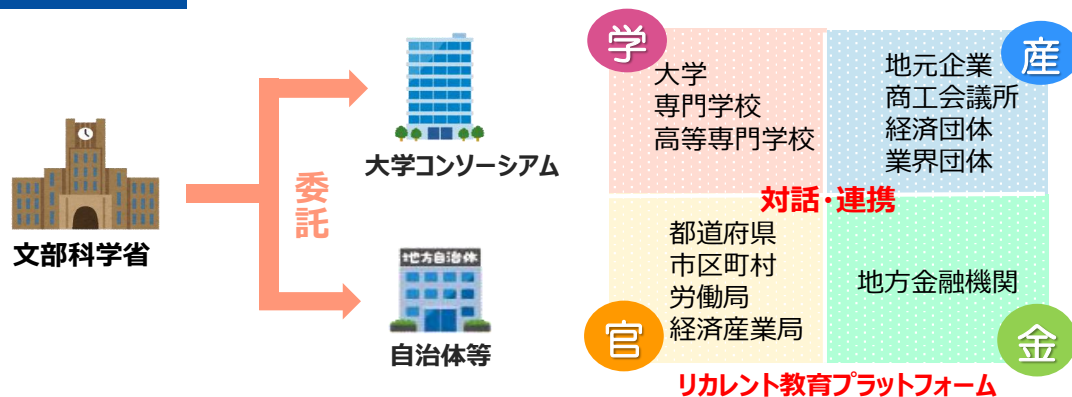 文部科学省
委託
大学コンソーシアム
地方自治体
自治体等
学
大学
専門学校
高等専門学校
産
地元企業
商工会議所
経済団体
業界団体
対話・連携
官
都道府県
市区町村
労働局
経済産業局
金
地方金融機関
リカレント教育プラットフォーム